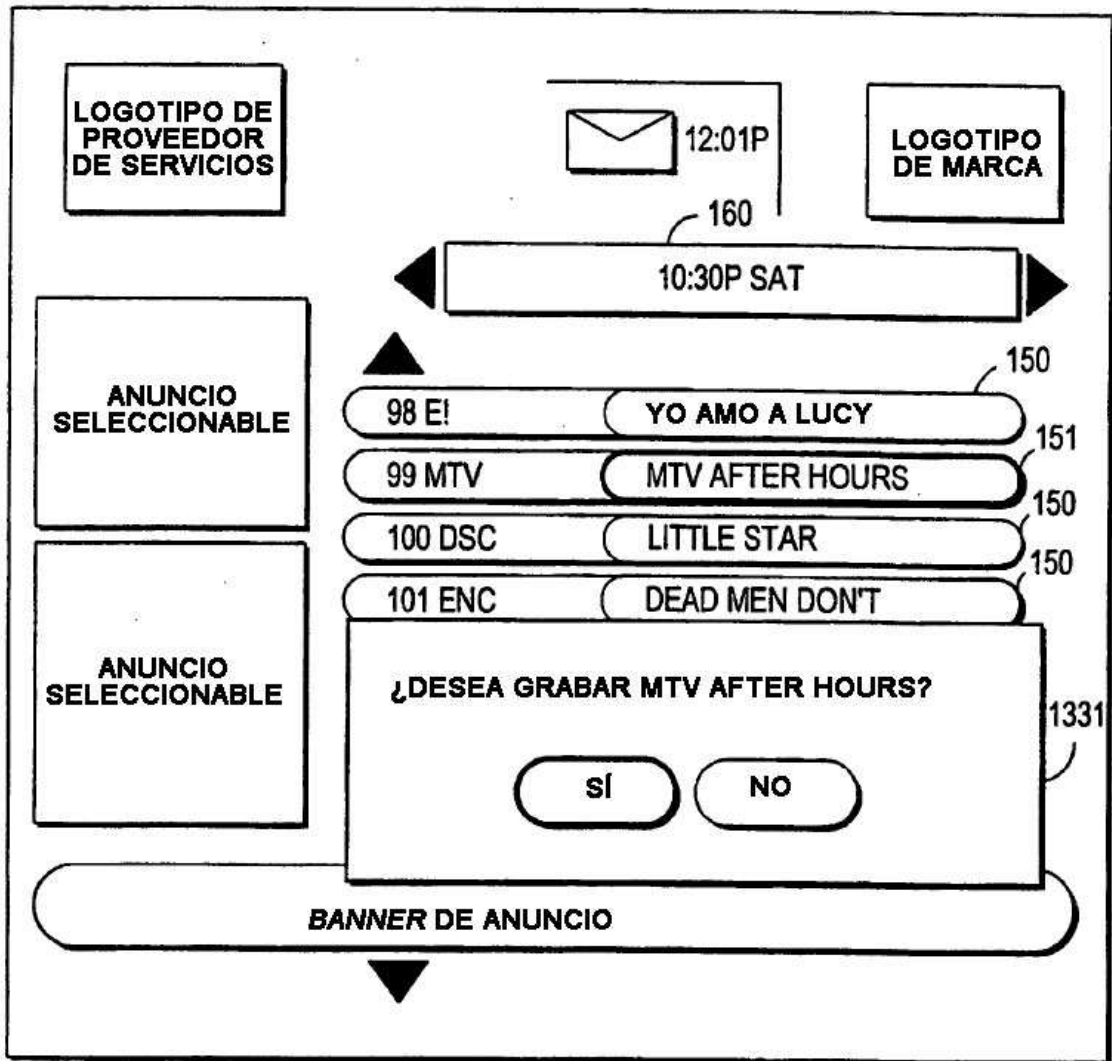 LOGOTIPO DE
PROVEEDOR
DE SERVICIOS
12:01P
LOGOTIPO
DE MARCA
160
10:30P SAT
ANUNCIO
SELECCIONABLE
150
98 E! YO AMO A LUCY
151
99 MTV MTV AFTER HOURS
150
100 DSC LITTLE STAR
150
101 ENC DEAD MEN DON'T
ANUNCIO
SELECCIONABLE
¿DESEA GRABAR MTV AFTER HOURS?
1331
SÍ NO
BANNER DE ANUNCIO